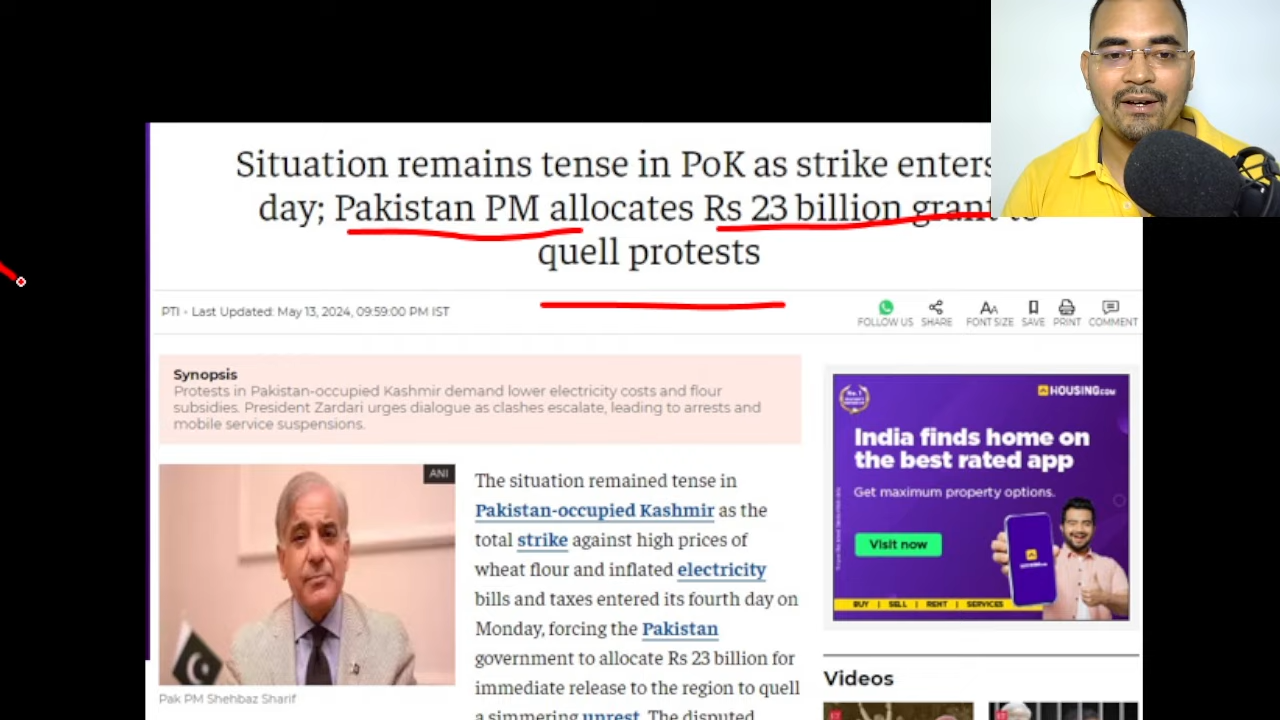 Situation remains tense in PoK as strike enters
day; Pakistan PM allocates Rs 23 billion grant to
quell protests
PTI • Last Updated: May 13, 2024, 09:59:00 PM IST
FOLLOW US
SHARE
FONT SIZE
SAVE
PRINT
COMMENT
Synopsis
Protests in Pakistan-occupied Kashmir demand lower electricity costs and flour
subsidies. President Zardari urges dialogue as clashes escalate, leading to arrests and
mobile service suspensions.
ANI
Pak PM Shehbaz Sharif
The situation remained tense in
Pakistan-occupied Kashmir as the
total strike against high prices of
wheat flour and inflated electricity
bills and taxes entered its fourth day on
Monday, forcing the Pakistan
government to allocate Rs 23 billion for
immediate release to the region to quell
a simmering unrest. The disputed
HOUSING.COM
India finds home on
the best rated app
Get maximum property options.
Visit now
BUY | SELL | RENT | SERVICES
Videos